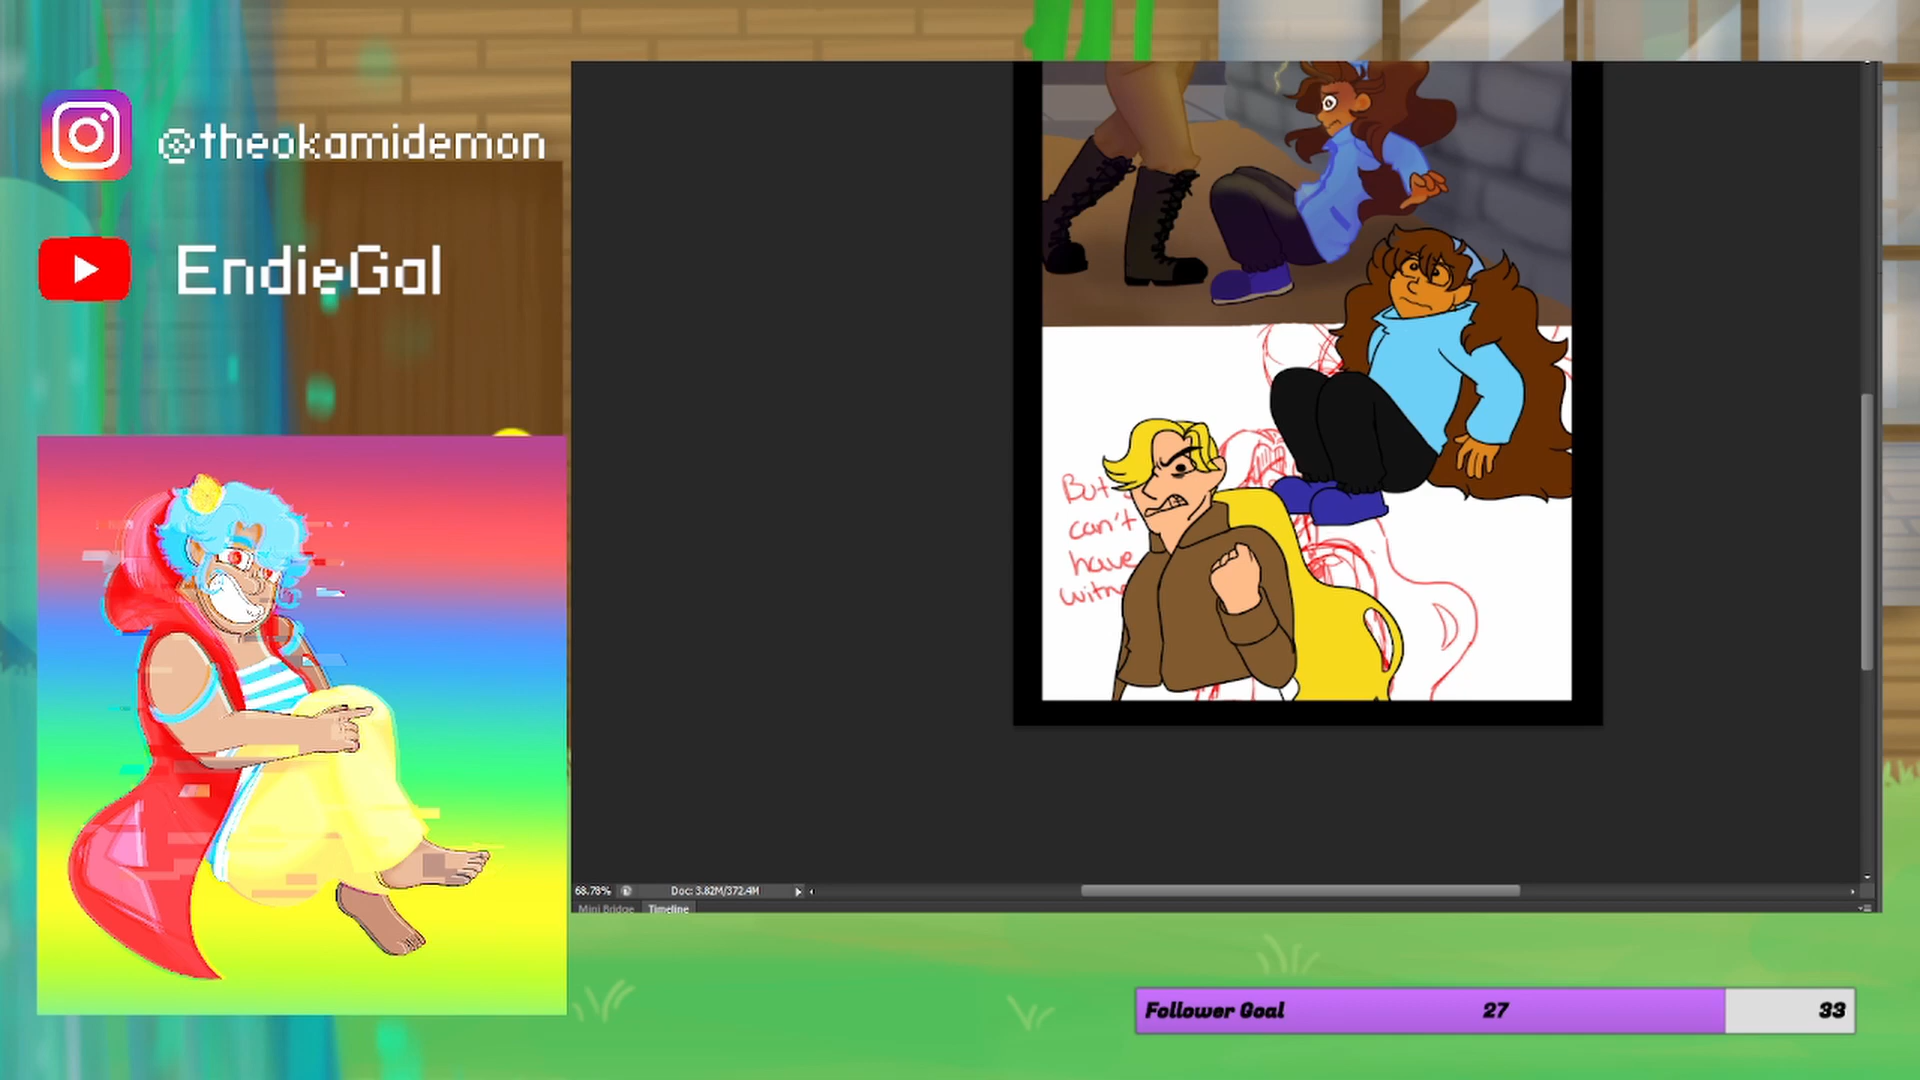 @theokamidemon
EndieGal
But
can't
have
68.78%
Doc: 3.82M/372.4M
Mini Bridge
Timeline
Follower Goal
27
33